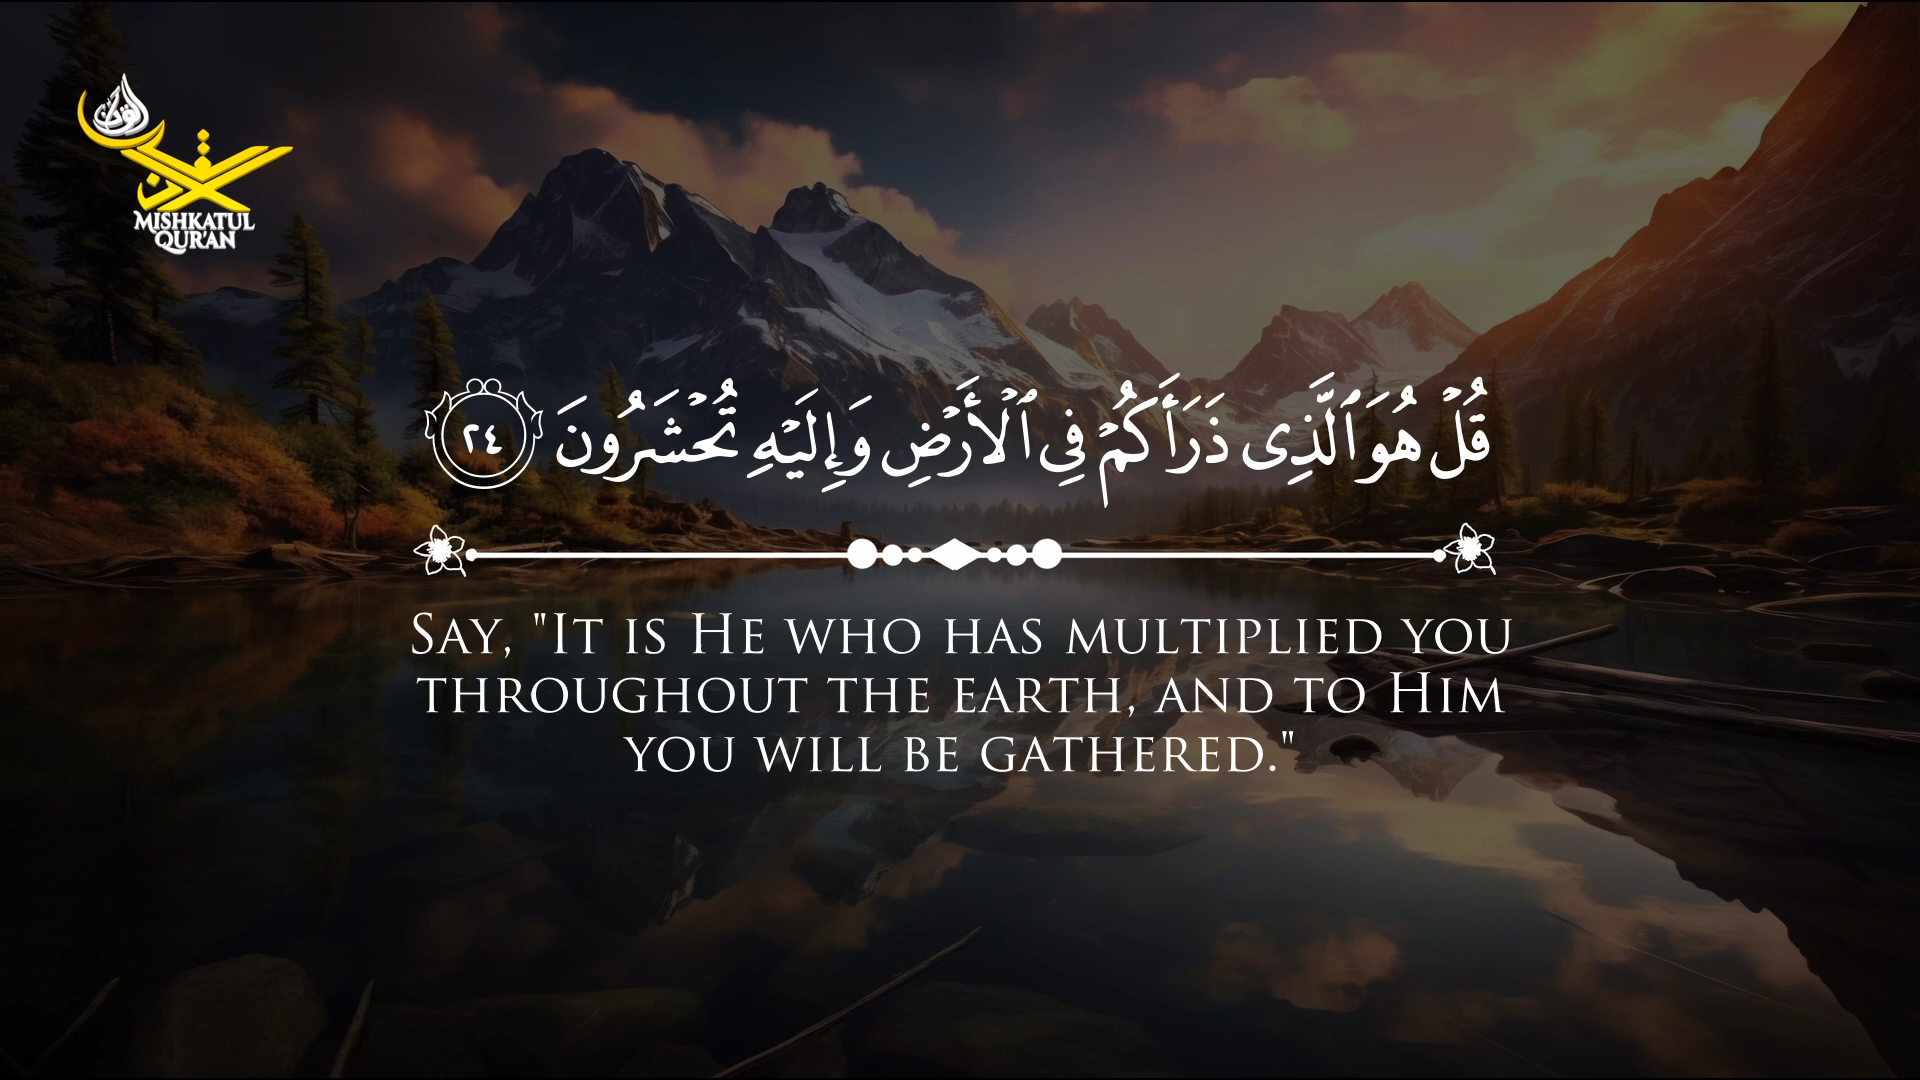 القرآن
MISHKATUL
QUR'AN
قُلْ هُوَ ٱلَّذِى ذَرَأَكُمْ فِى ٱلْأَرْضِ وَإِلَيْهِ تُحْشَرُونَ ٢٤
SAY, "IT IS HE WHO HAS MULTIPLIED YOU
THROUGHOUT THE EARTH, AND TO HIM
YOU WILL BE GATHERED."